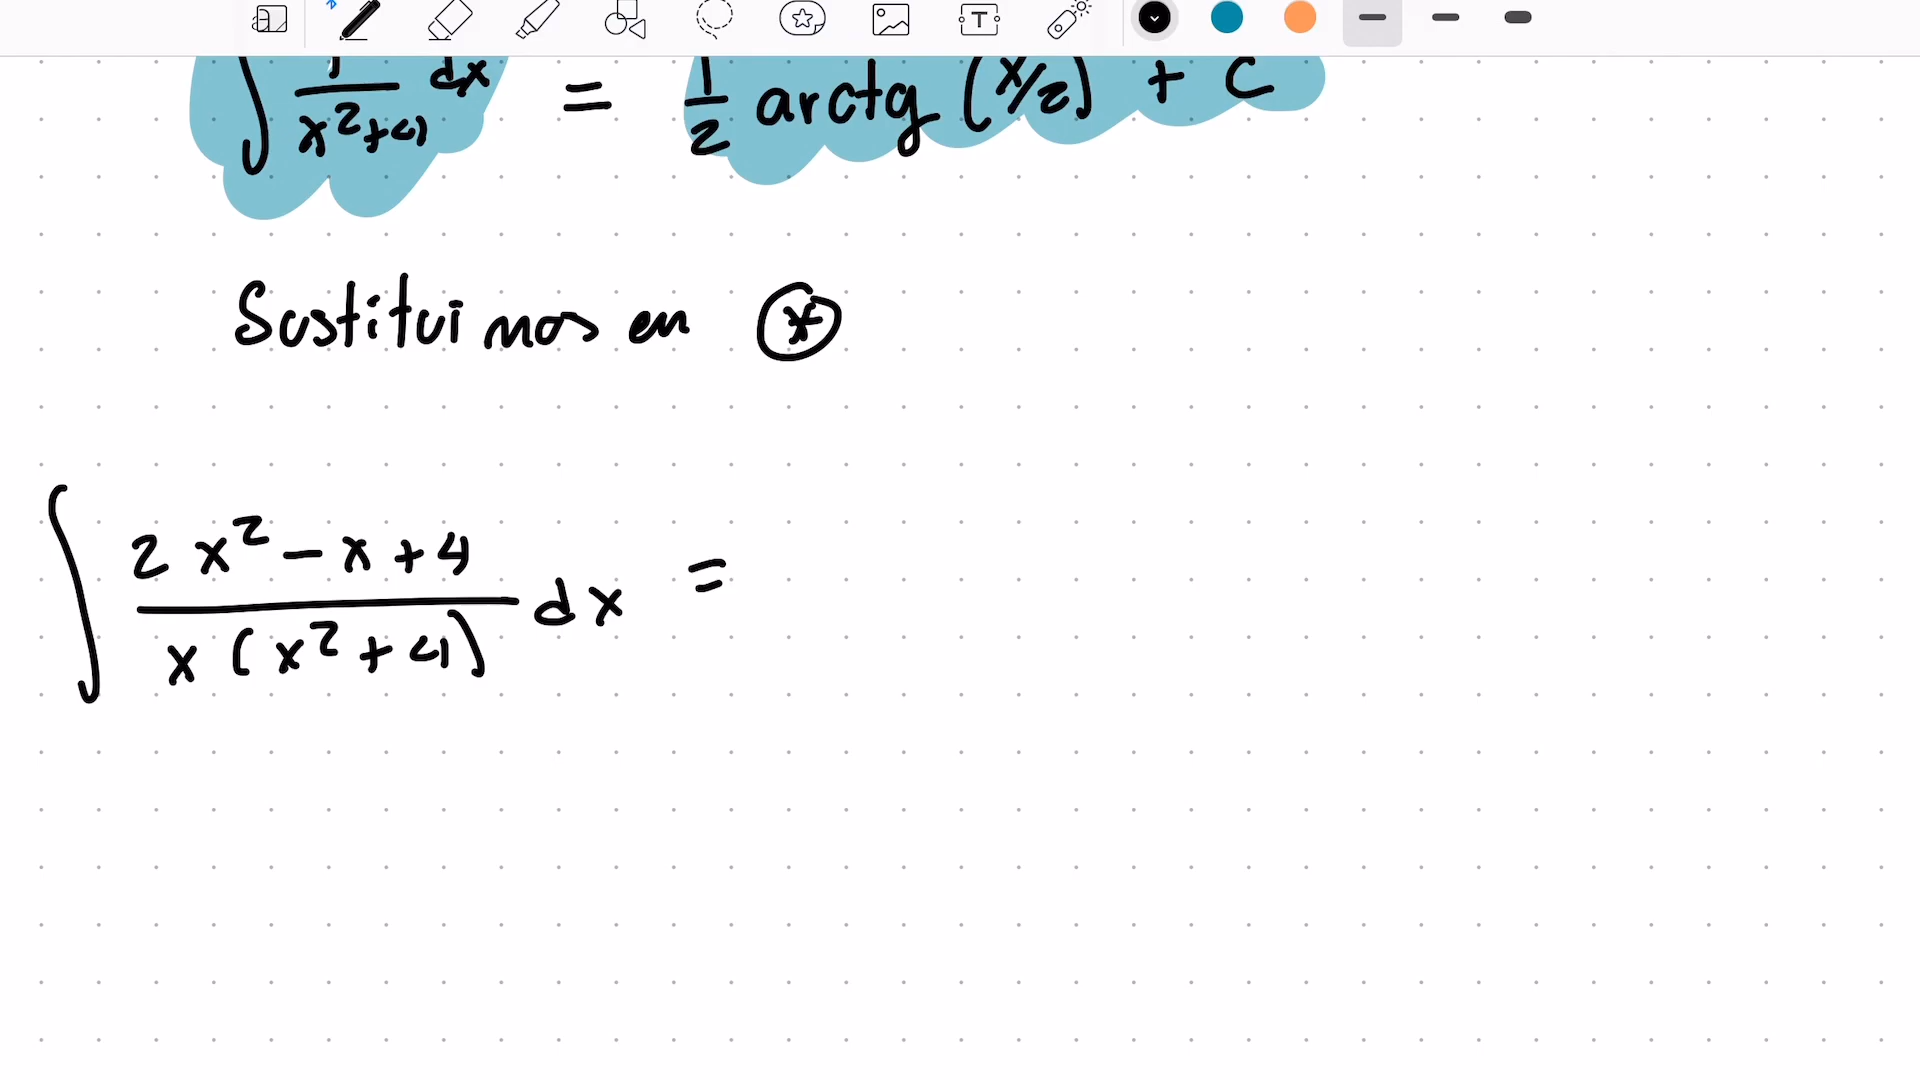 ∫ 1/(x²+4) dx = 1/2 arctg (x/2) + C
Sustituimos en *
∫ (2x² - x + 4)/(x (x² + 4)) dx =